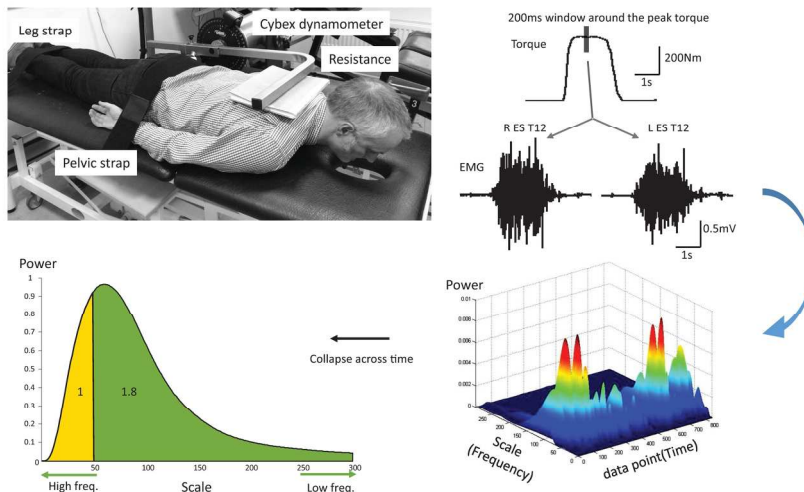 Leg strap
Cybex dynamometer
Resistance
Pelvic strap
3
200ms window around the peak torque
Torque
200Nm
1s
R ES T12
L ES T12
EMG
0.5mV
1s
Power
1
0.9
0.8
0.7
0.6
0.5
0.4
0.3
0.2
0.1
0
1
1.8
50
100
150
200
250
300
High freq.
Scale
Low freq.
Collapse across time
Power
0.01
0.008
0.006
0.004
0.002
0
250
200
150
100
50
0
Scale
(Frequency)
0
100
200
300
400
500
600
700
800
data point(Time)